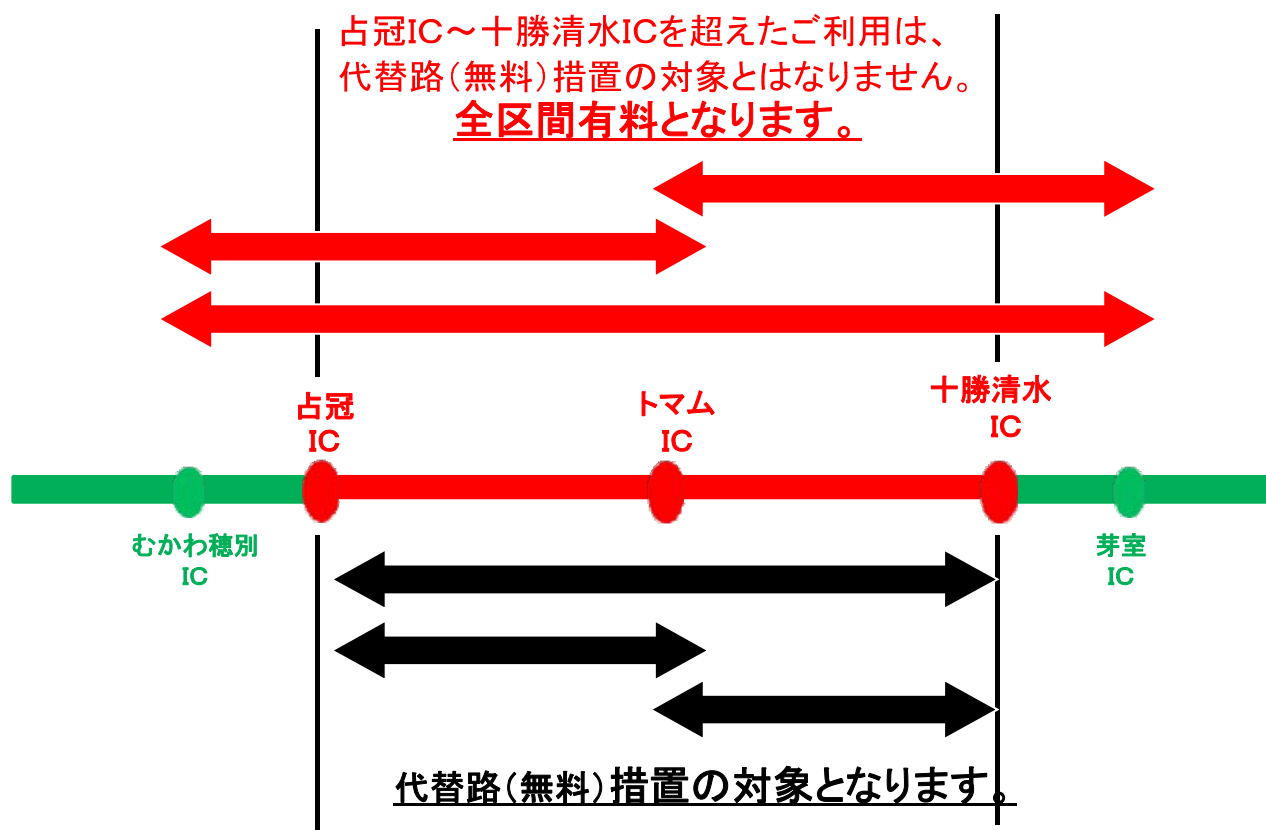 占冠IC～十勝清水ICを超えたご利用は、
代替路（無料）措置の対象とはなりません。
全区間有料となります。
占冠
IC
トマム
IC
十勝清水
IC
むかわ穂別
IC
芽室
IC
代替路（無料）措置の対象となります。